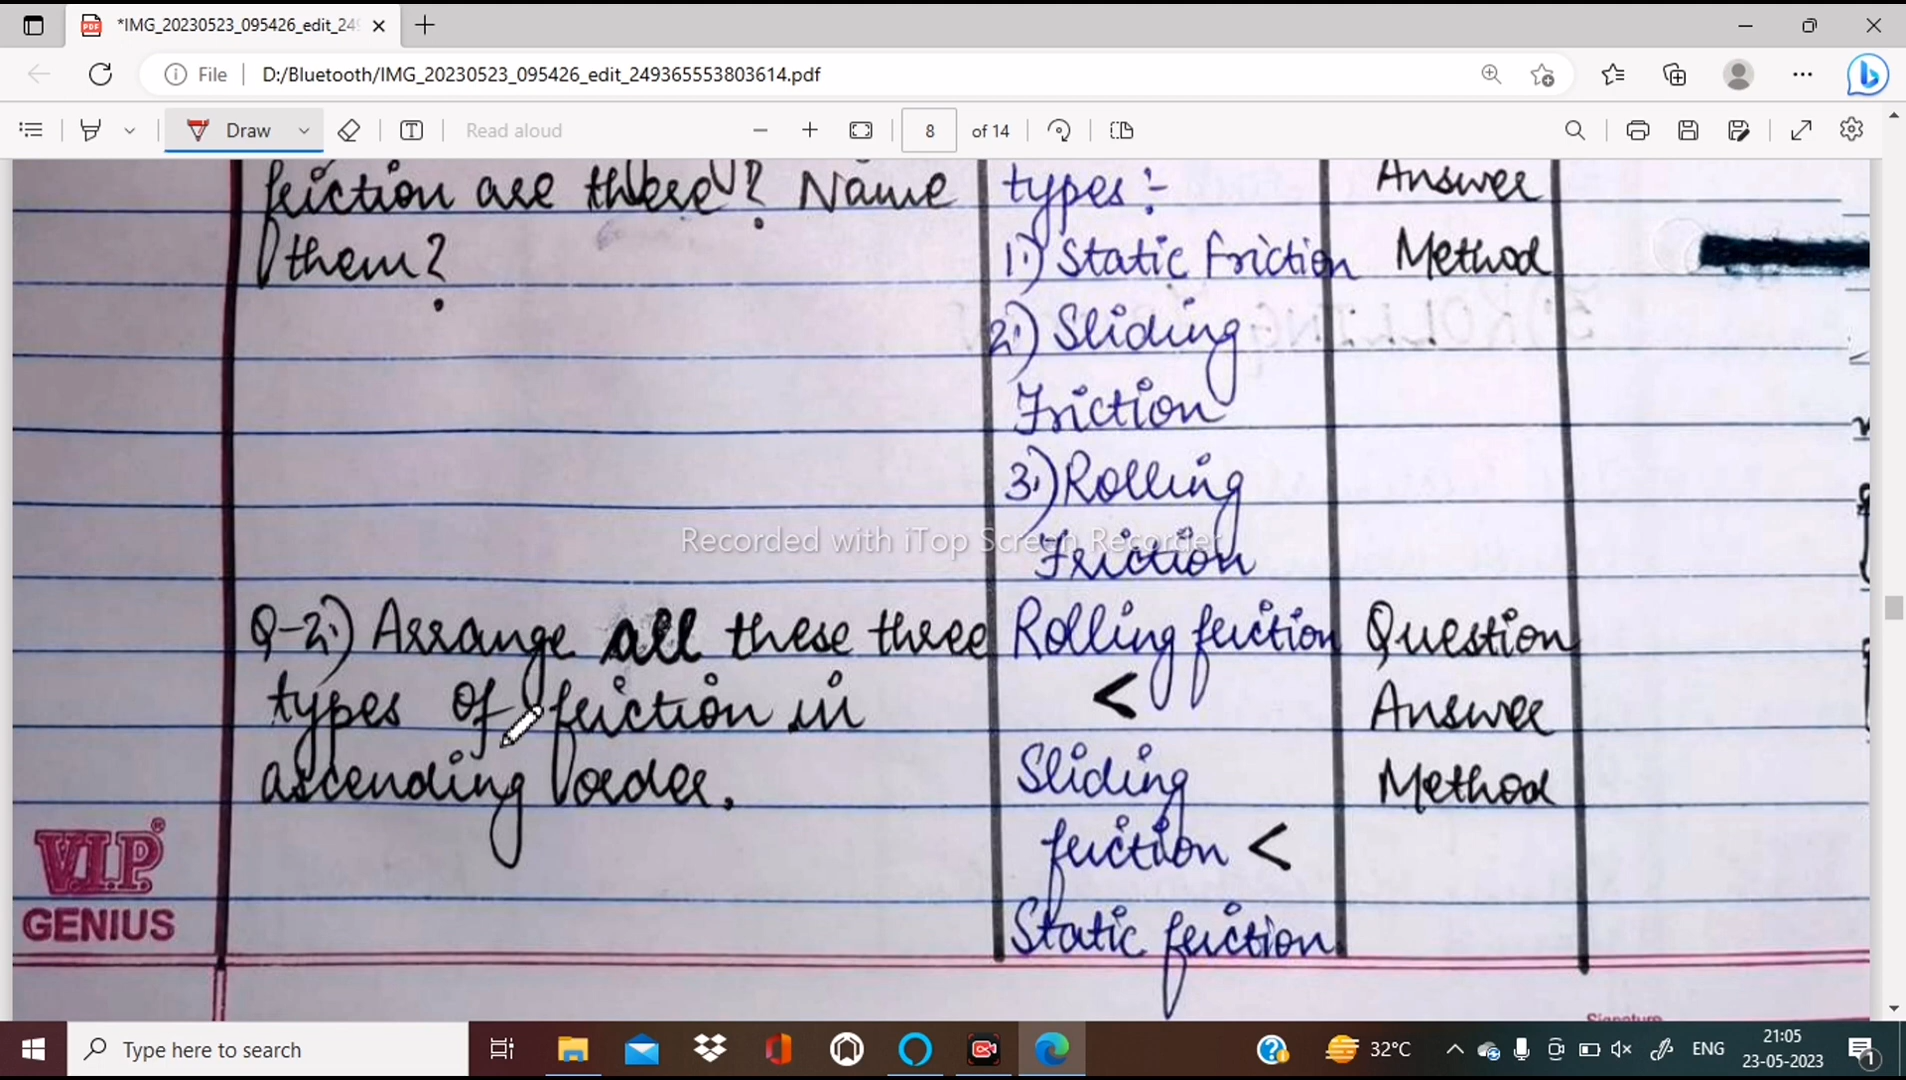 *IMG_20230523_095426_edit_249
File
D:/Bluetooth/IMG_20230523_095426_edit_249365553803614.pdf
Draw
Read aloud
8 of 14
friction are there? Name
them?
types :-
1.) Static Friction
2.) Sliding
Friction
3.) Rolling
Friction
Answer
Method
Recorded with iTop Screen Recorder
Q-2.) Arrange all these three
types of friction in
ascending order.
Rolling friction
<
Sliding
friction <
Static friction.
Question
Answer
Method
V.I.P.®
GENIUS
Type here to search
32°C
ENG
21:05
23-05-2023
1